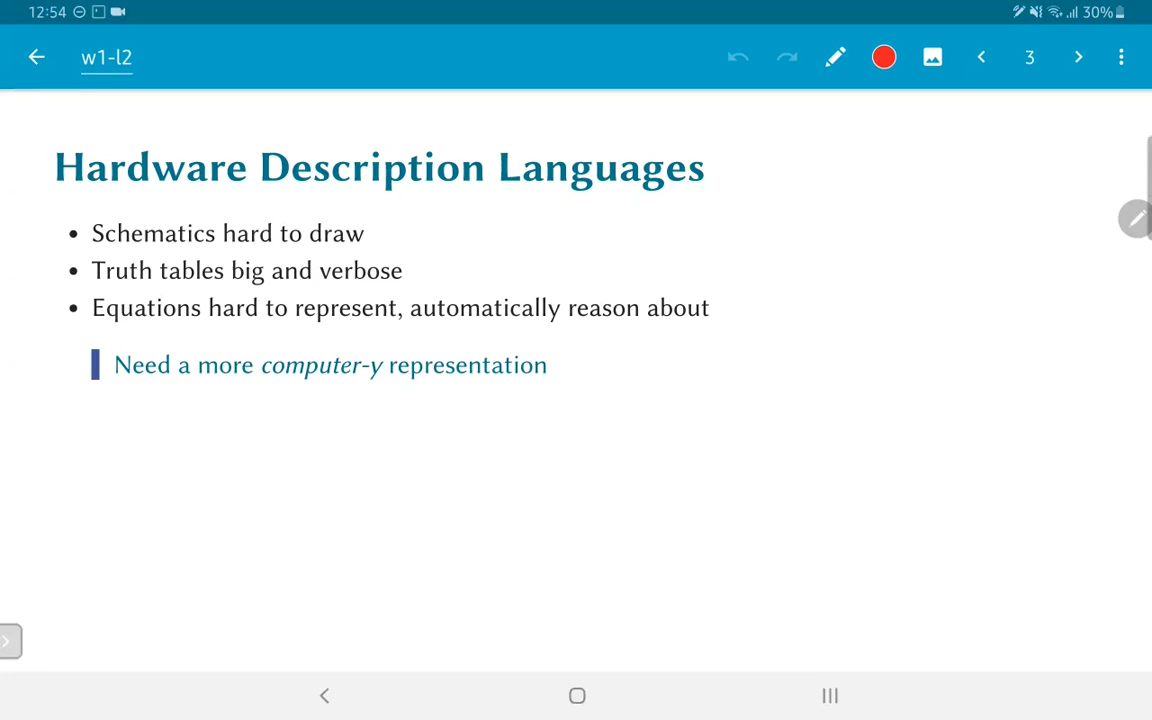 12:54
30%
w1-l2
3
Hardware Description Languages
• Schematics hard to draw
• Truth tables big and verbose
• Equations hard to represent, automatically reason about
Need a more computer-y representation